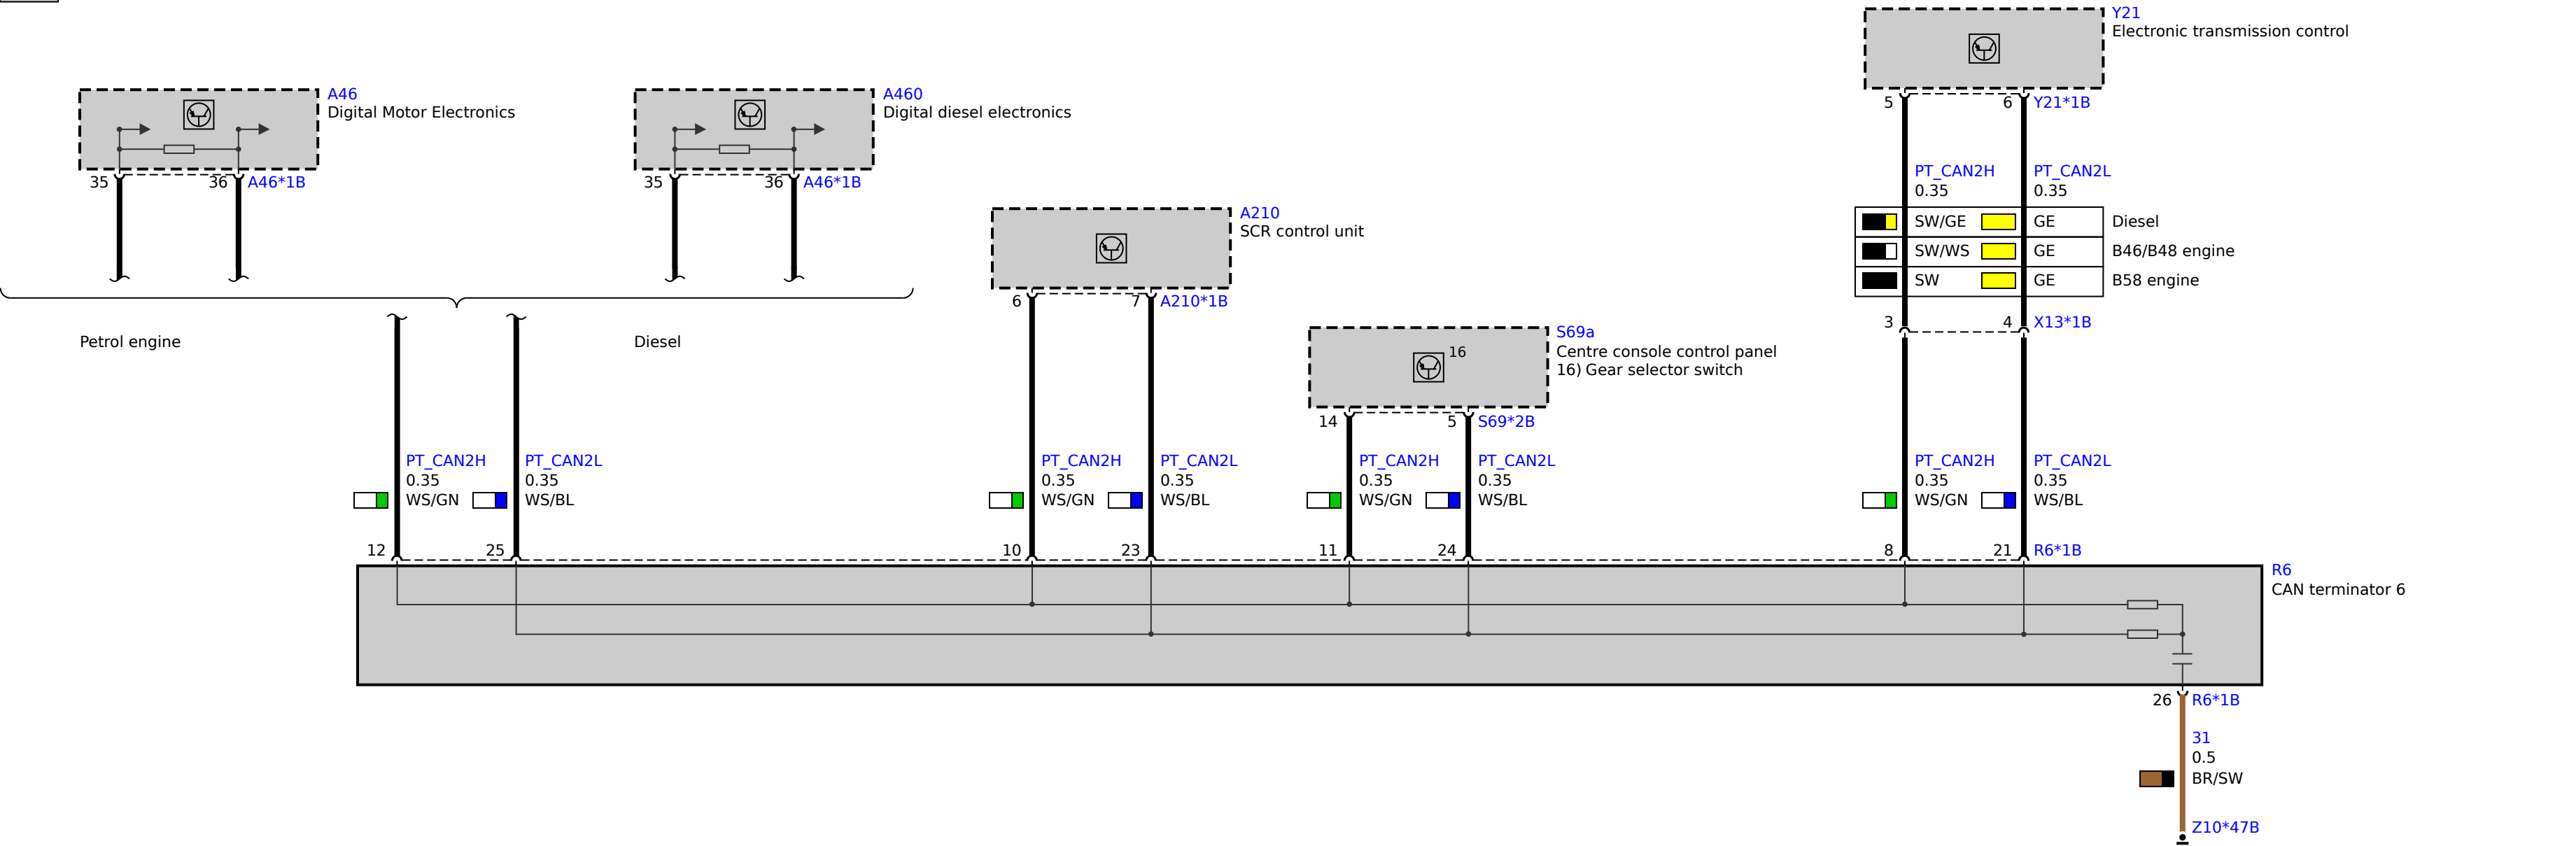 Y21
Electronic transmission control
A46
Digital Motor Electronics
A460
Digital diesel electronics
5
6
Y21*1B
35
36
A46*1B
35
36
A46*1B
PT_CAN2H
0.35
PT_CAN2L
0.35
A210
SCR control unit
SW/GE
GE
Diesel
SW/WS
GE
B46/B48 engine
SW
GE
B58 engine
6
7
A210*1B
3
4
X13*1B
Petrol engine
Diesel
S69a
Centre console control panel
16) Gear selector switch
16
14
5
S69*2B
PT_CAN2H
0.35
WS/GN
PT_CAN2L
0.35
WS/BL
PT_CAN2H
0.35
WS/GN
PT_CAN2L
0.35
WS/BL
PT_CAN2H
0.35
WS/GN
PT_CAN2L
0.35
WS/BL
PT_CAN2H
0.35
WS/GN
PT_CAN2L
0.35
WS/BL
12
25
10
23
11
24
8
21
R6*1B
R6
CAN terminator 6
26
R6*1B
31
0.5
BR/SW
Z10*47B